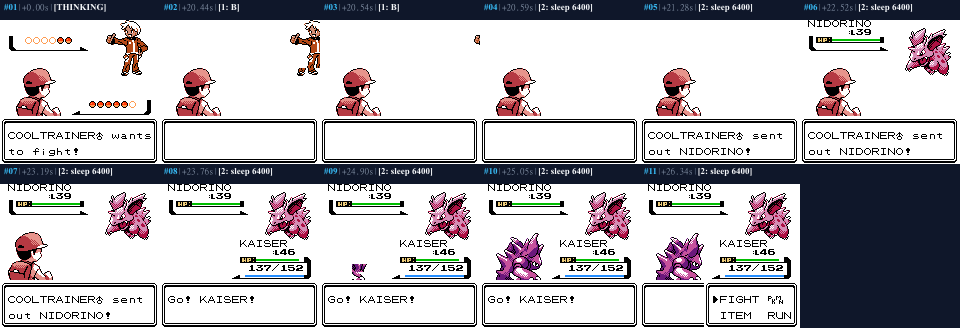 #01|+0.00s|[THINKING]
COOLTRAINER♂ wants
to fight!
#02|+20.44s|[1: B]
#03|+20.54s|[1: B]
#04|+20.59s|[2: sleep 6400]
#05|+21.28s|[2: sleep 6400]
COOLTRAINER♂ sent
out NIDORINO!
#06|+22.52s|[2: sleep 6400]
NIDORINO
:L39
HP:
COOLTRAINER♂ sent
out NIDORINO!
#07|+23.19s|[2: sleep 6400]
NIDORINO
:L39
HP:
COOLTRAINER♂ sent
out NIDORINO!
#08|+23.76s|[2: sleep 6400]
NIDORINO
:L39
HP:
KAISER
:L46
HP:
137/152
Go! KAISER!
#09|+24.90s|[2: sleep 6400]
NIDORINO
:L39
HP:
KAISER
:L46
HP:
137/152
Go! KAISER!
#10|+25.05s|[2: sleep 6400]
NIDORINO
:L39
HP:
KAISER
:L46
HP:
137/152
Go! KAISER!
#11|+26.34s|[2: sleep 6400]
NIDORINO
:L39
HP:
KAISER
:L46
HP:
137/152
▶FIGHT PKMN
ITEM RUN